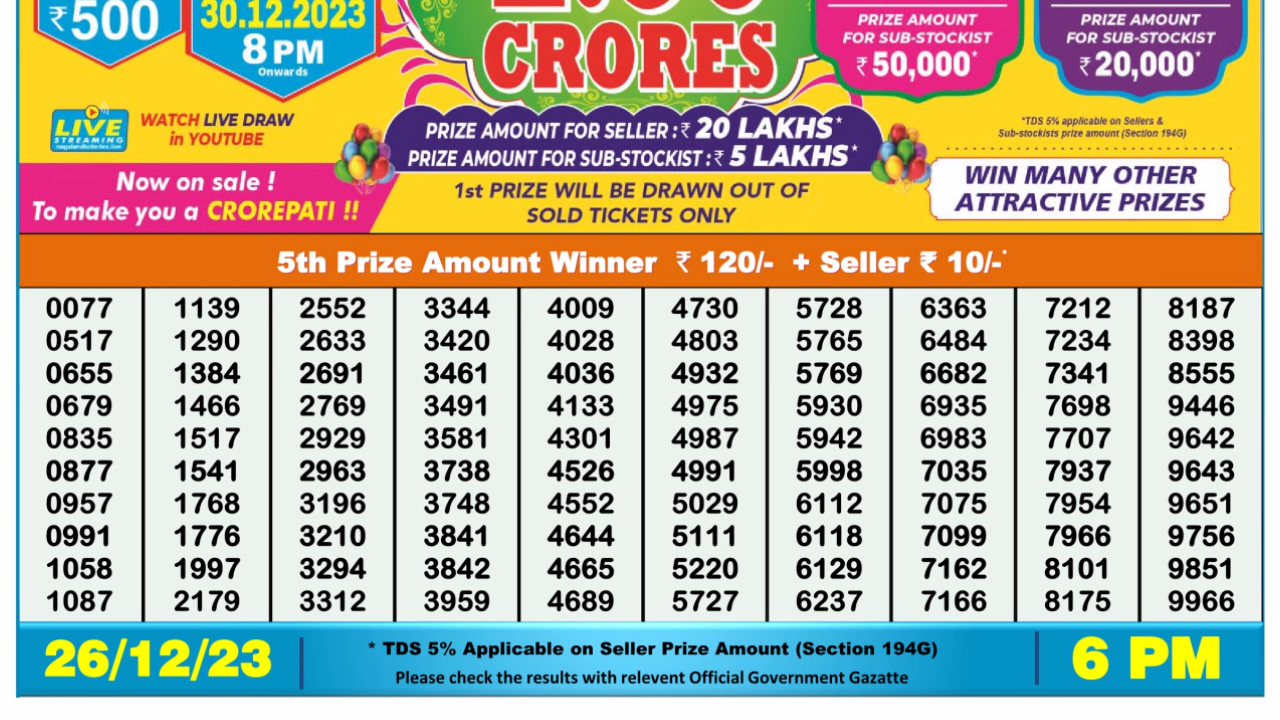 ₹500
30.12.2023
8 PM
Onwards
CRORES
PRIZE AMOUNT
FOR SUB-STOCKIST
₹ 50,000*
PRIZE AMOUNT
FOR SUB-STOCKIST
₹ 20,000*
LIVE
STREAMING
nagalandlotteries.live
WATCH LIVE DRAW
in YOUTUBE
PRIZE AMOUNT FOR SELLER :₹ 20 LAKHS*
PRIZE AMOUNT FOR SUB-STOCKIST :₹ 5 LAKHS*
*TDS 5% applicable on Sellers &
Sub-stockists prize amount (Section 194G)
Now on sale !
To make you a CROREPATI !!
1st PRIZE WILL BE DRAWN OUT OF
SOLD TICKETS ONLY
WIN MANY OTHER
ATTRACTIVE PRIZES
5th Prize Amount Winner ₹ 120/- + Seller ₹ 10/-*
0077 1139 2552 3344 4009 4730 5728 6363 7212 8187
0517 1290 2633 3420 4028 4803 5765 6484 7234 8398
0655 1384 2691 3461 4036 4932 5769 6682 7341 8555
0679 1466 2769 3491 4133 4975 5930 6935 7698 9446
0835 1517 2929 3581 4301 4987 5942 6983 7707 9642
0877 1541 2963 3738 4526 4991 5998 7035 7937 9643
0957 1768 3196 3748 4552 5029 6112 7075 7954 9651
0991 1776 3210 3841 4644 5111 6118 7099 7966 9756
1058 1997 3294 3842 4665 5220 6129 7162 8101 9851
1087 2179 3312 3959 4689 5727 6237 7166 8175 9966
26/12/23
* TDS 5% Applicable on Seller Prize Amount (Section 194G)
Please check the results with relevent Official Government Gazatte
6 PM